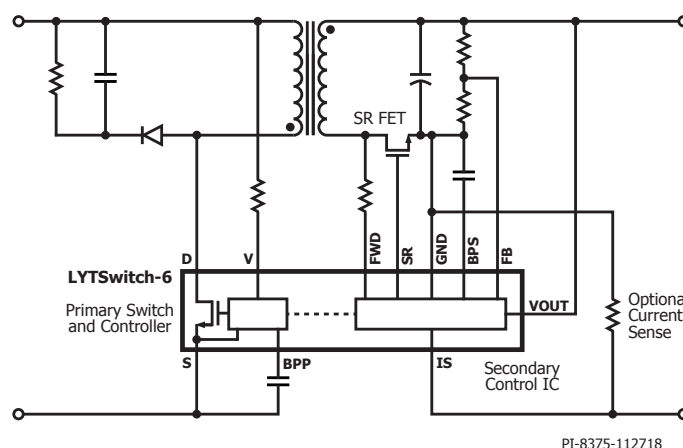 SR FET
FWD
SR
GND
BPS
FB
D
V
LYTSwitch-6
VOUT
Primary Switch
and Controller
Optional
Current
Sense
S
BPP
IS
Secondary
Control IC
PI-8375-112718